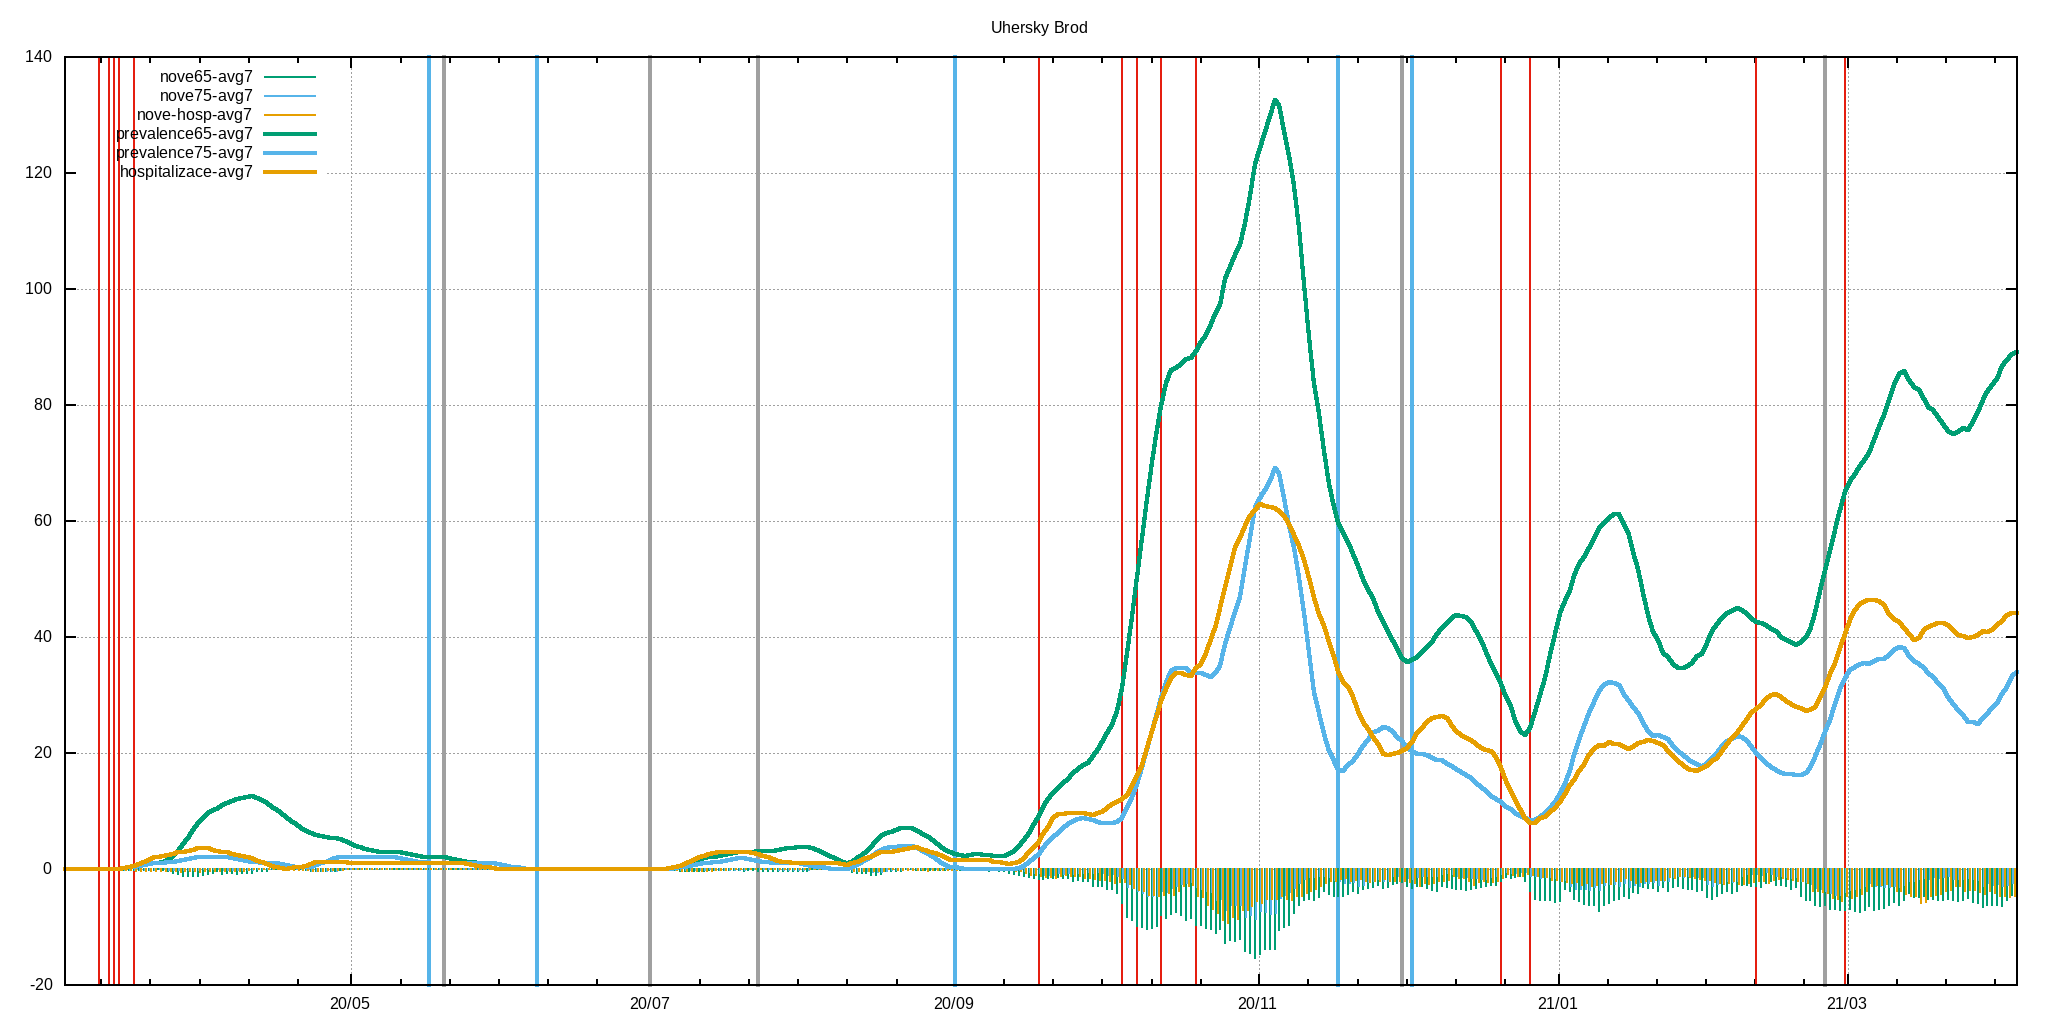 Uhersky Brod
140
120
100
80
60
40
20
0
-20
nove65-avg7
nove75-avg7
nove-hosp-avg7
prevalence65-avg7
prevalence75-avg7
hospitalizace-avg7
20/05 20/07 20/09 20/11 21/01 21/03